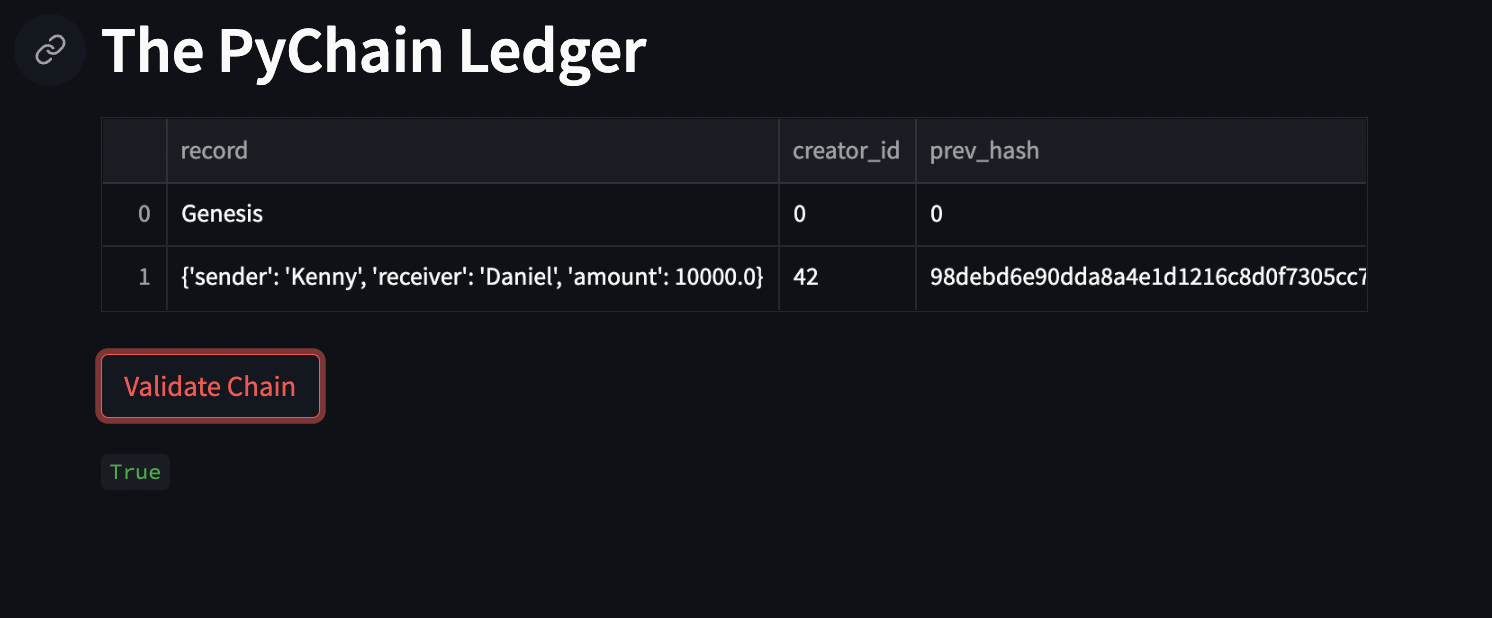 The PyChain Ledger
record creator_id prev_hash
0 Genesis 0 0
1 {'sender': 'Kenny', 'receiver': 'Daniel', 'amount': 10000.0} 42 98debd6e90dda8a4e1d1216c8d0f7305cc7
Validate Chain
True